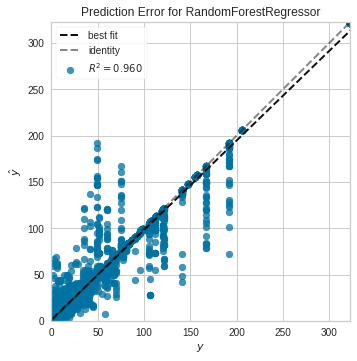 Prediction Error for RandomForestRegressor
best fit
identity
R² = 0.960
300
250
200
150
100
50
0
ŷ
0 50 100 150 200 250 300
y